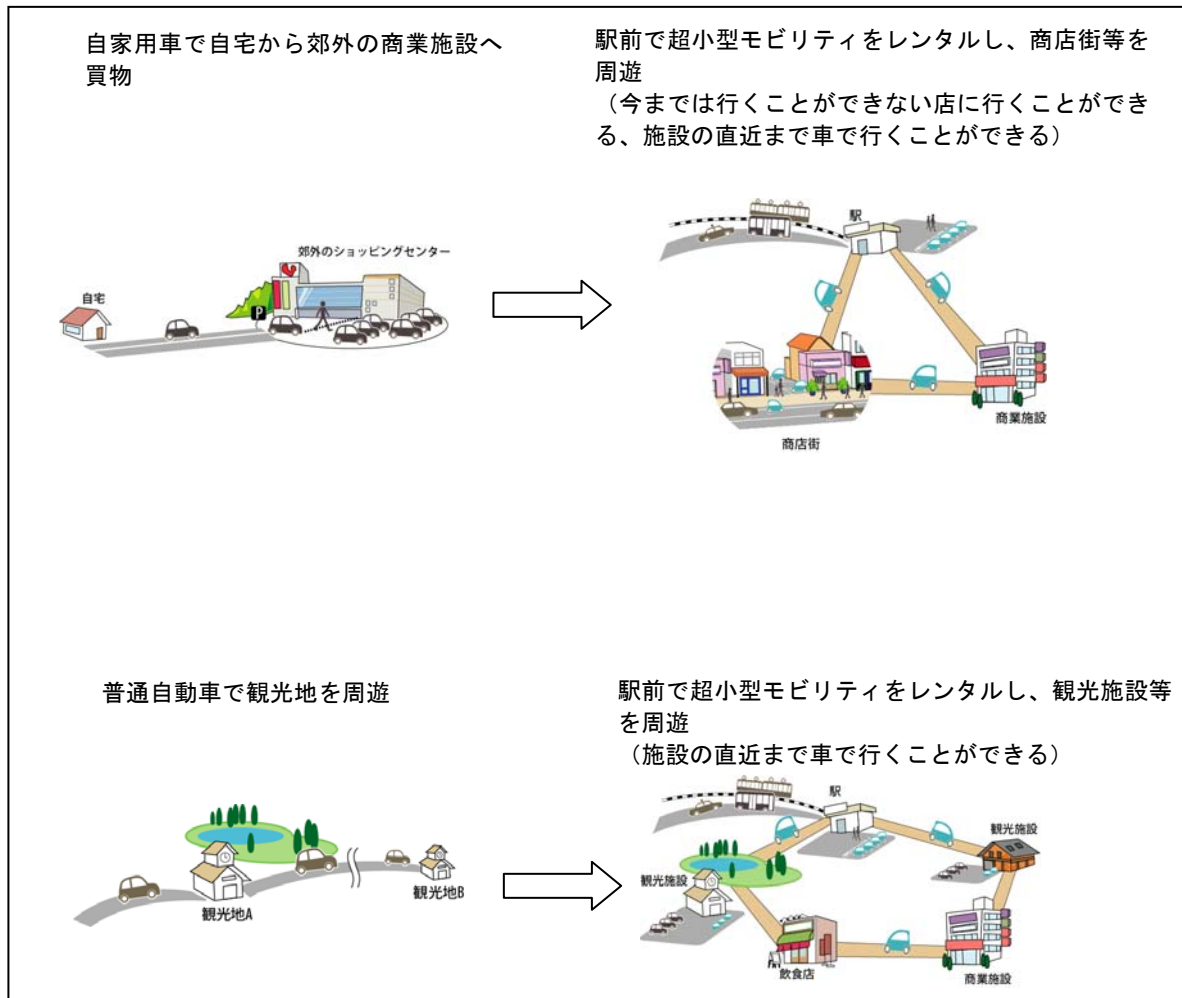 自家用車で自宅から郊外の商業施設へ
買物
駅前で超小型モビリティをレンタルし、商店街等を
周遊
（今までは行くことができない店に行くことができ
る、施設の直近まで車で行くことができる）
郊外のショッピングセンター
自宅
P
駅
商店街
商業施設
普通自動車で観光地を周遊
駅前で超小型モビリティをレンタルし、観光施設等
を周遊
（施設の直近まで車で行くことができる）
観光地A
観光地B
駅
観光施設
観光施設
飲食店
商業施設